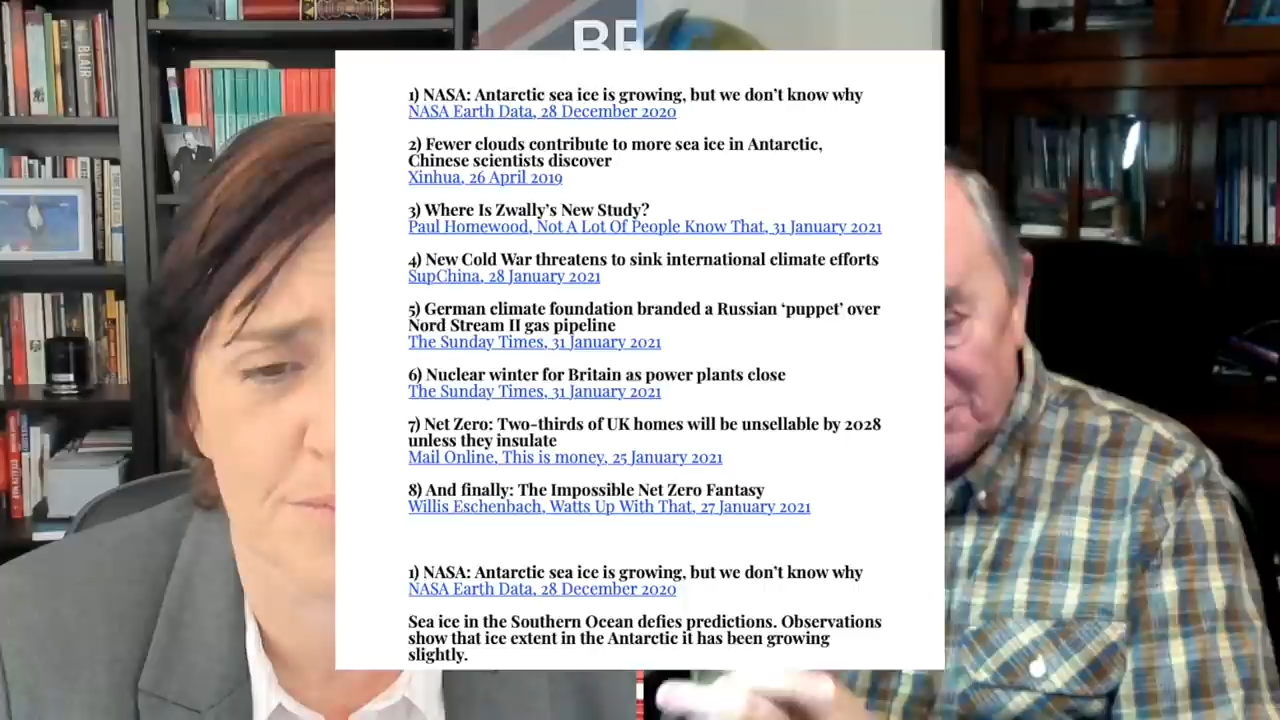 BLAIR
1) NASA: Antarctic sea ice is growing, but we don't know why
NASA Earth Data, 28 December 2020
2) Fewer clouds contribute to more sea ice in Antarctic,
Chinese scientists discover
Xinhua, 26 April 2019
3) Where Is Zwally's New Study?
Paul Homewood, Not A Lot Of People Know That, 31 January 2021
4) New Cold War threatens to sink international climate efforts
SupChina, 28 January 2021
5) German climate foundation branded a Russian ‘puppet’ over
Nord Stream II gas pipeline
The Sunday Times, 31 January 2021
6) Nuclear winter for Britain as power plants close
The Sunday Times, 31 January 2021
7) Net Zero: Two-thirds of UK homes will be unsellable by 2028
unless they insulate
Mail Online, This is money, 25 January 2021
8) And finally: The Impossible Net Zero Fantasy
Willis Eschenbach, Watts Up With That, 27 January 2021
1) NASA: Antarctic sea ice is growing, but we don't know why
NASA Earth Data, 28 December 2020
Sea ice in the Southern Ocean defies predictions. Observations
show that ice extent in the Antarctic it has been growing
slightly.